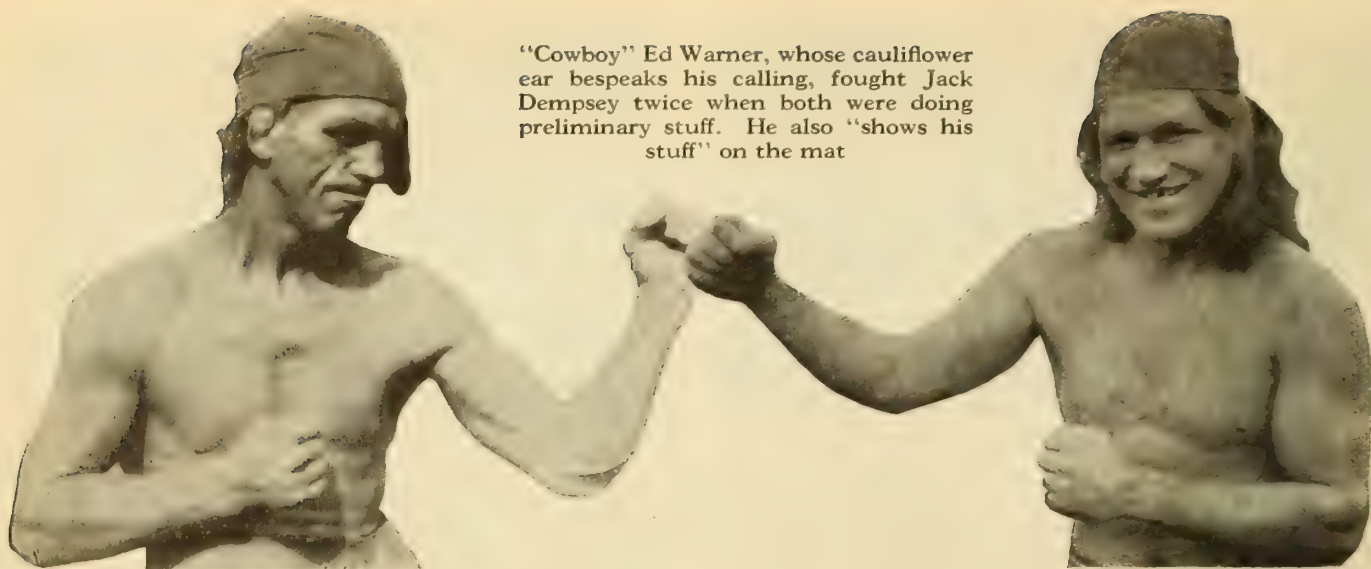 “Cowboy” Ed Warner, whose cauliflower
ear bespeaks his calling, fought Jack
Dempsey twice when both were doing
preliminary stuff. He also “shows his
stuff” on the mat